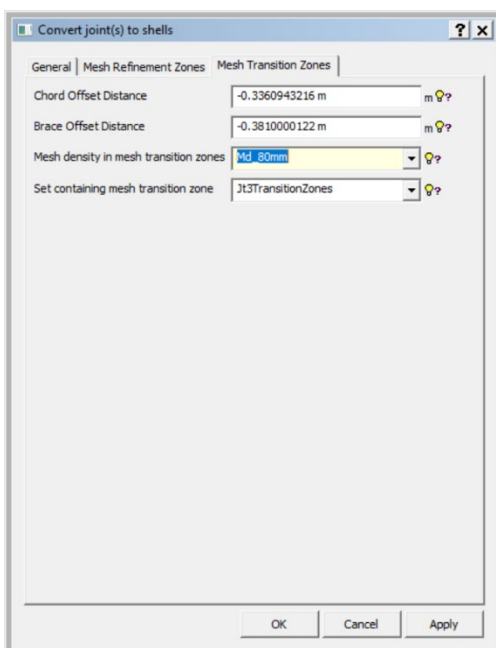 Convert joint(s) to shells ? x
General Mesh Refinement Zones Mesh Transition Zones
Chord Offset Distance -0.3360943216 m m ?
Brace Offset Distance -0.3810000122 m m ?
Mesh density in mesh transition zones Md_80mm ?
Set containing mesh transition zone Jt3TransitionZones ?
OK Cancel Apply